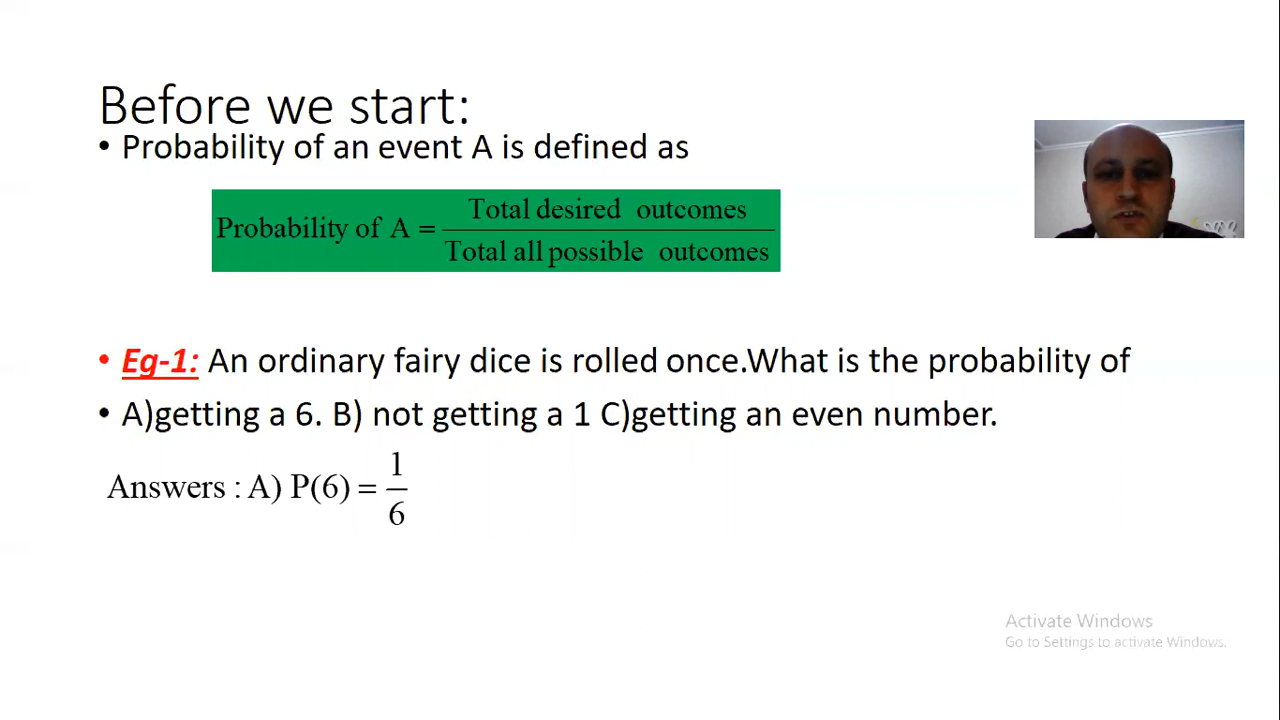 Before we start:
• Probability of an event A is defined as
Probability of A = Total desired outcomes / Total all possible outcomes
• Eg-1: An ordinary fairy dice is rolled once.What is the probability of
• A)getting a 6. B) not getting a 1 C)getting an even number.
Answers : A) P(6) = 1/6
Activate Windows
Go to Settings to activate Windows.